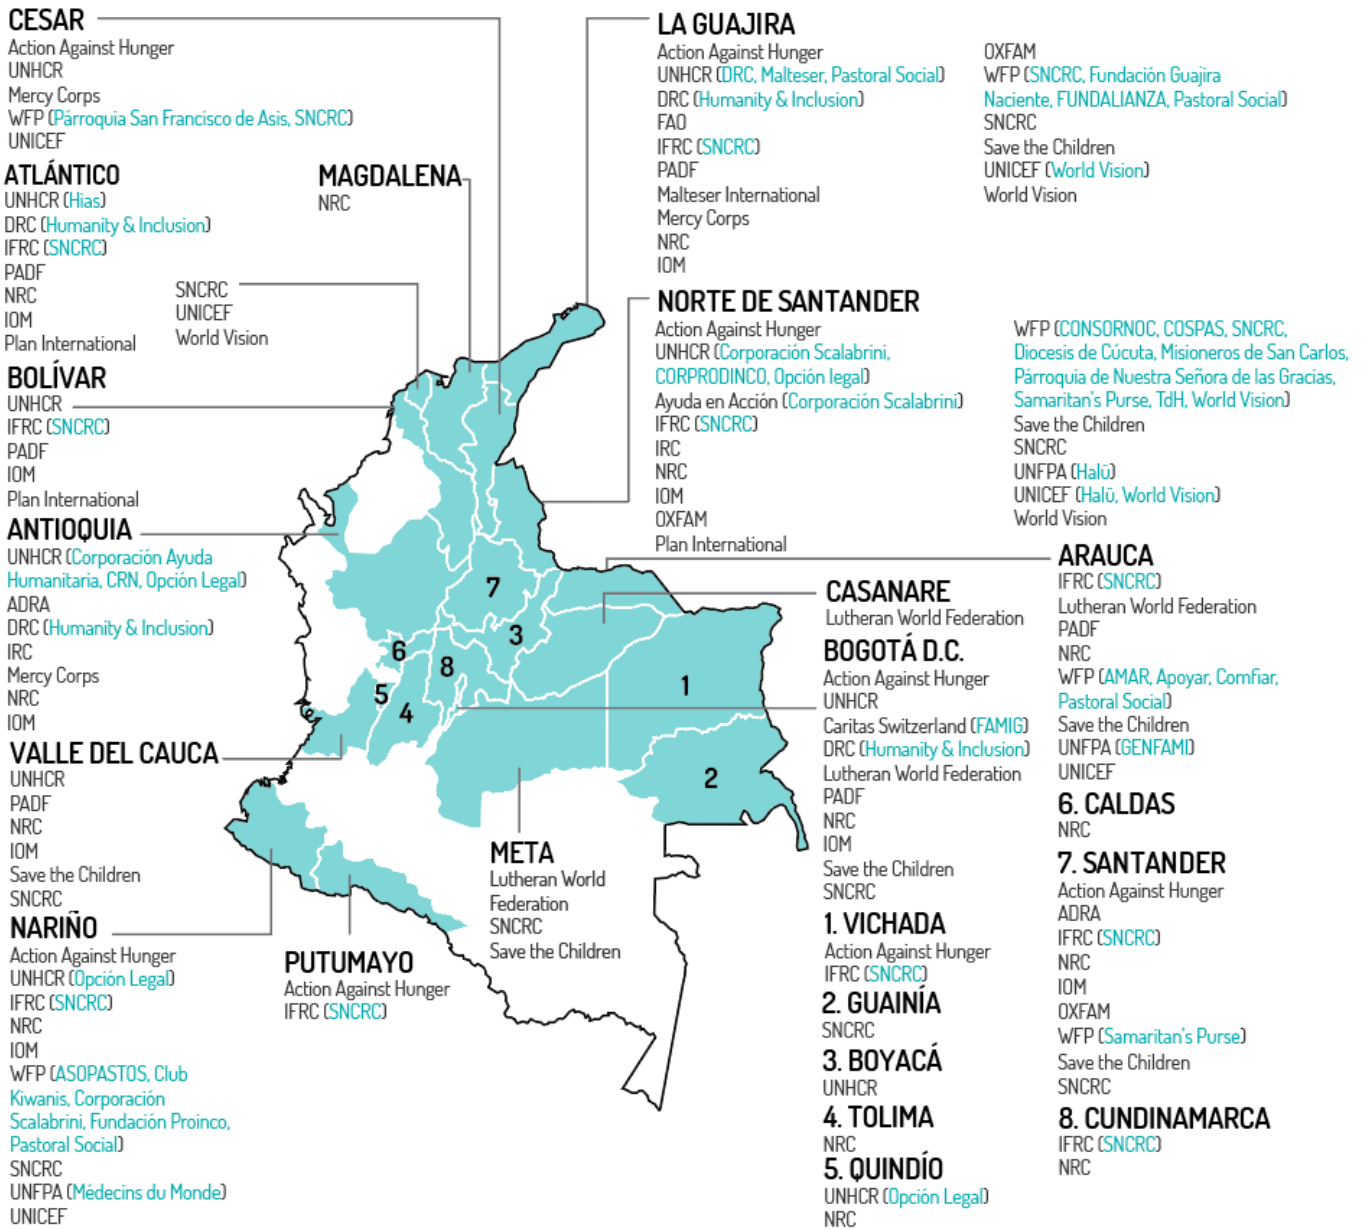 CESAR
Action Against Hunger
UNHCR
Mercy Corps
WFP (Párroquia San Francisco de Asis, SNCRC)
UNICEF
ATLÁNTICO
UNHCR (Hias)
DRC (Humanity & Inclusion)
IFRC (SNCRC)
PADF
NRC
IOM
Plan International
SNCRC
UNICEF
World Vision
MAGDALENA
NRC
BOLÍVAR
UNHCR
IFRC (SNCRC)
PADF
IOM
Plan International
ANTIOQUIA
UNHCR (Corporación Ayuda
Humanitaria, CRN, Opción Legal)
ADRA
DRC (Humanity & Inclusion)
IRC
Mercy Corps
NRC
IOM
VALLE DEL CAUCA
UNHCR
PADF
NRC
IOM
Save the Children
SNCRC
NARIÑO
Action Against Hunger
UNHCR (Opción Legal)
IFRC (SNCRC)
NRC
IOM
WFP (ASOPASTOS, Club
Kiwanis, Corporación
Scalabrini, Fundación Proinco,
Pastoral Social)
SNCRC
UNFPA (Médecins du Monde)
UNICEF
PUTUMAYO
Action Against Hunger
IFRC (SNCRC)
META
Lutheran World
Federation
SNCRC
Save the Children
7
3
6
8
5
4
1
2
LA GUAJIRA
Action Against Hunger
UNHCR (DRC, Malteser, Pastoral Social)
DRC (Humanity & Inclusion)
FAO
IFRC (SNCRC)
PADF
Malteser International
Mercy Corps
NRC
IOM
OXFAM
WFP (SNCRC, Fundación Guajira
Naciente, FUNDALIANZA, Pastoral Social)
SNCRC
Save the Children
UNICEF (World Vision)
World Vision
NORTE DE SANTANDER
Action Against Hunger
UNHCR (Corporación Scalabrini,
CORPRODINCO, Opción legal)
Ayuda en Acción (Corporación Scalabrini)
IFRC (SNCRC)
IRC
NRC
IOM
OXFAM
Plan International
WFP (CONSORNOC, COSPAS, SNCRC,
Diocesis de Cúcuta, Misioneros de San Carlos,
Párroquia de Nuestra Señora de las Gracias,
Samaritan's Purse, TdH, World Vision)
Save the Children
SNCRC
UNFPA (Halü)
UNICEF (Halü, World Vision)
World Vision
CASANARE
Lutheran World Federation
BOGOTÁ D.C.
Action Against Hunger
UNHCR
Caritas Switzerland (FAMIG)
DRC (Humanity & Inclusion)
Lutheran World Federation
PADF
NRC
IOM
Save the Children
SNCRC
1. VICHADA
Action Against Hunger
IFRC (SNCRC)
2. GUAINÍA
SNCRC
3. BOYACÁ
UNHCR
4. TOLIMA
NRC
5. QUINDÍO
UNHCR (Opción Legal)
NRC
ARAUCA
IFRC (SNCRC)
Lutheran World Federation
PADF
NRC
WFP (AMAR, Apoyar, Comfiar,
Pastoral Social)
Save the Children
UNFPA (GENFAMI)
UNICEF
6. CALDAS
NRC
7. SANTANDER
Action Against Hunger
ADRA
IFRC (SNCRC)
NRC
IOM
OXFAM
WFP (Samaritan's Purse)
Save the Children
SNCRC
8. CUNDINAMARCA
IFRC (SNCRC)
NRC